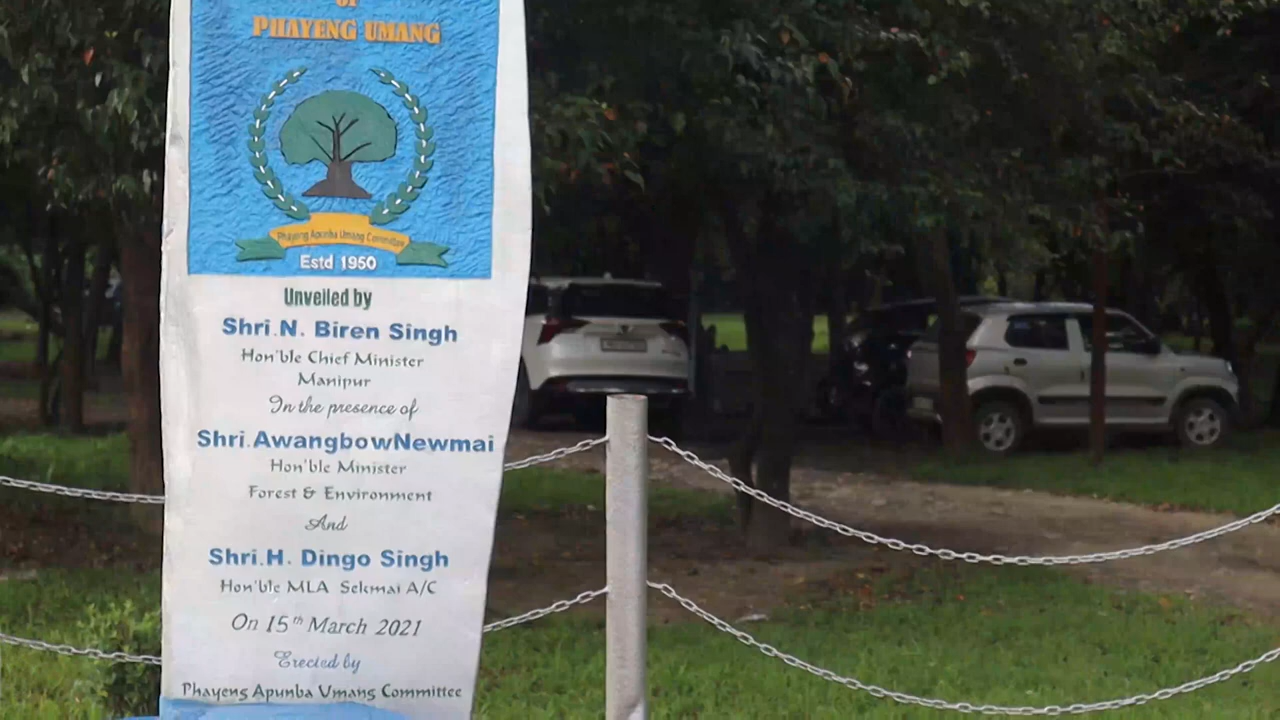 of
PHAYENG UMANG
Phayeng Apunba Umang Committee
Estd 1950
Unveiled by
Shri.N. Biren Singh
Hon'ble Chief Minister
Manipur
In the presence of
Shri.AwangbowNewmai
Hon'ble Minister
Forest & Environment
And
Shri.H. Dingo Singh
Hon'ble MLA Sekmai A/C
On 15th March 2021
Erected by
Phayeng Apunba Umang Committee